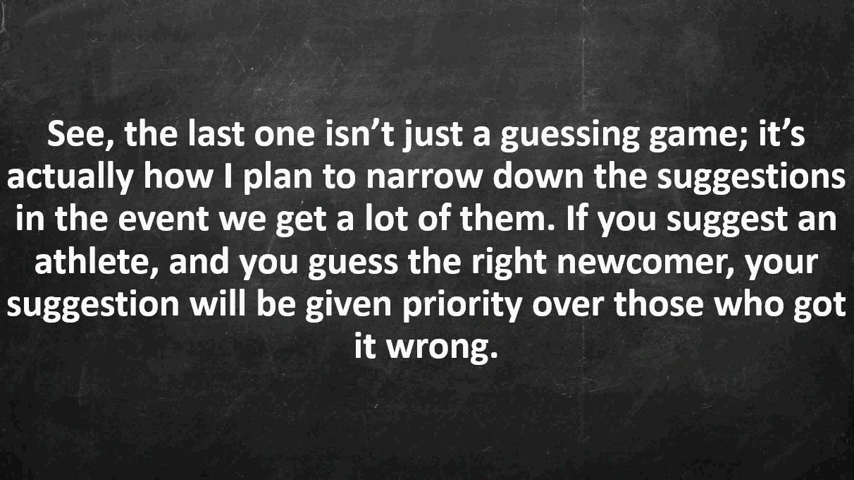 See, the last one isn’t just a guessing game; it’s
actually how I plan to narrow down the suggestions
in the event we get a lot of them. If you suggest an
athlete, and you guess the right newcomer, your
suggestion will be given priority over those who got
it wrong.